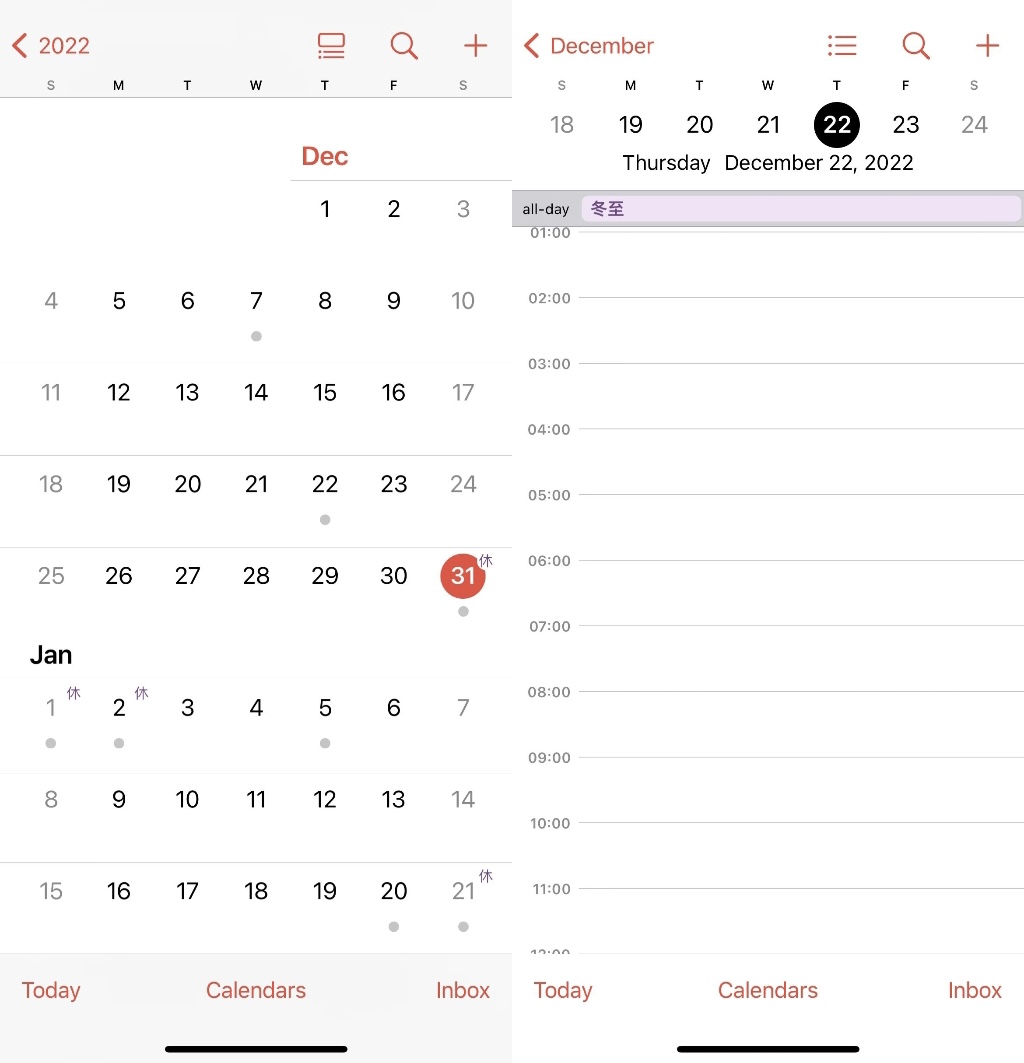 2022
S M T W T F S
Dec
1 2 3
4 5 6 7 8 9 10
11 12 13 14 15 16 17
18 19 20 21 22 23 24
25 26 27 28 29 30 31 休
Jan
1 休 2 休 3 4 5 6 7
8 9 10 11 12 13 14
15 16 17 18 19 20 21 休
Today Calendars Inbox
December
S M T W T F S
18 19 20 21 22 23 24
Thursday December 22, 2022
all-day 冬至
01:00
02:00
03:00
04:00
05:00
06:00
07:00
08:00
09:00
10:00
11:00
12:00
Today Calendars Inbox